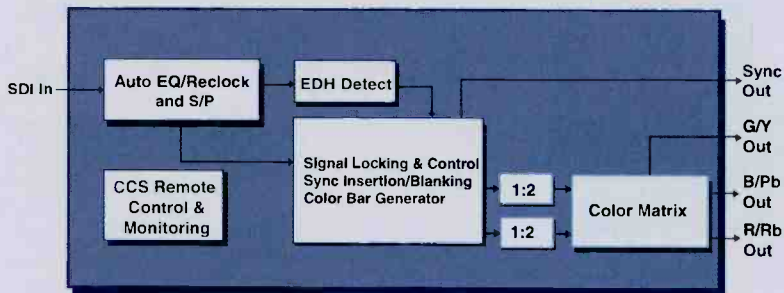 SDI In
Auto EQ/Reclock
and S/P
EDH Detect
Sync
Out
CCS Remote
Control &
Monitoring
Signal Locking & Control
Sync Insertion/Blanking
Color Bar Generator
1:2
1:2
Color Matrix
G/Y
Out
B/Pb
Out
R/Rb
Out